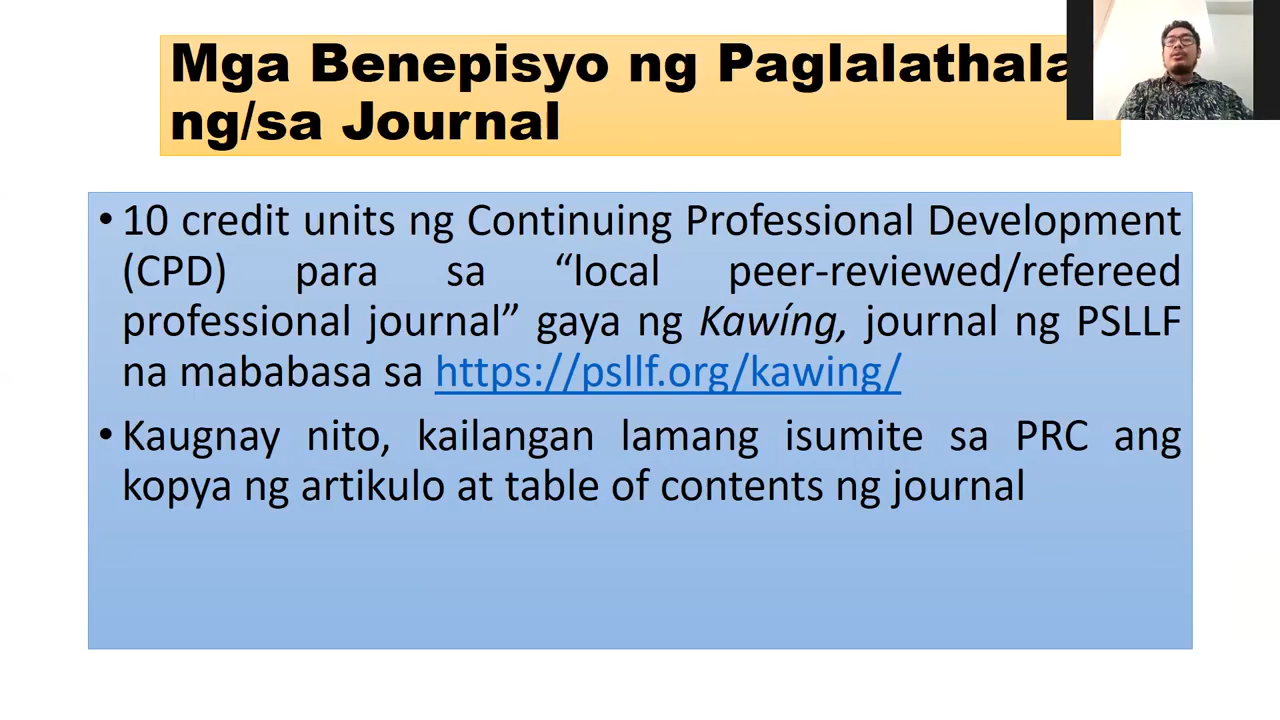 Mga Benepisyo ng Paglalathala
ng/sa Journal
• 10 credit units ng Continuing Professional Development
(CPD) para sa “local peer-reviewed/refereed
professional journal” gaya ng Kawíng, journal ng PSLLF
na mababasa sa https://psllf.org/kawing/
• Kaugnay nito, kailangan lamang isumite sa PRC ang
kopya ng artikulo at table of contents ng journal